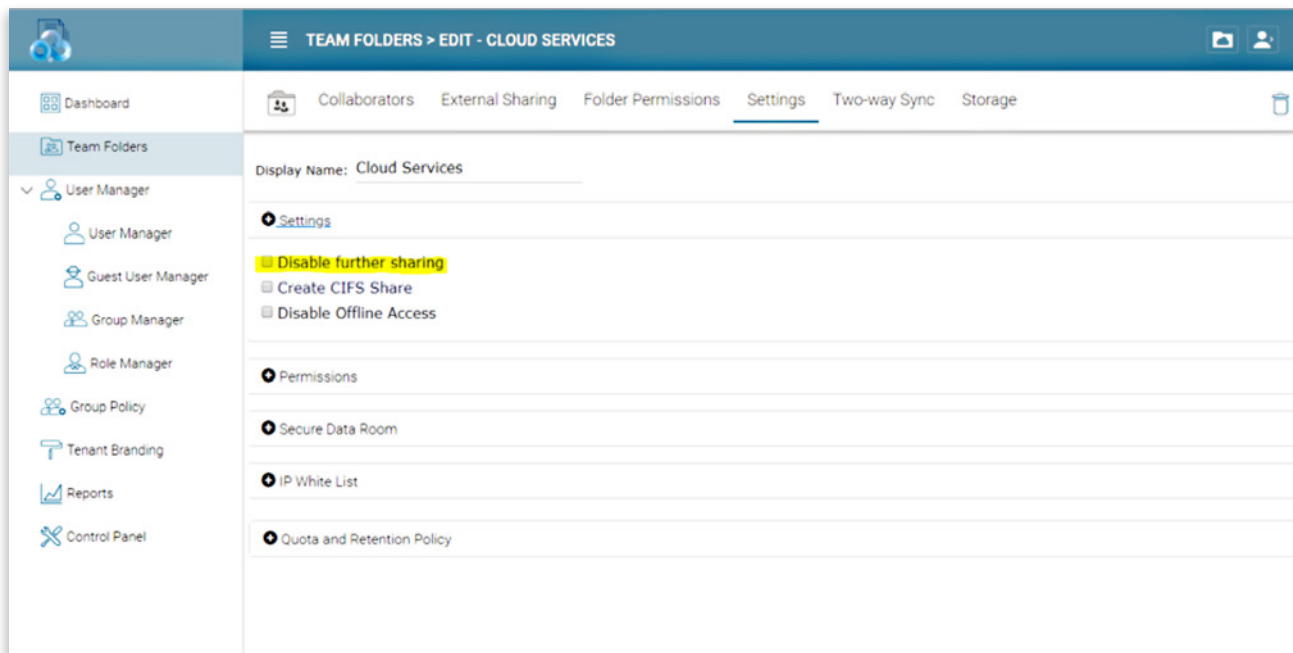 TEAM FOLDERS > EDIT - CLOUD SERVICES
Dashboard
Team Folders
User Manager
User Manager
Guest User Manager
Group Manager
Role Manager
Group Policy
Tenant Branding
Reports
Control Panel
Collaborators External Sharing Folder Permissions Settings Two-way Sync Storage
Display Name: Cloud Services
Settings
Disable further sharing
Create CIFS Share
Disable Offline Access
Permissions
Secure Data Room
IP White List
Quota and Retention Policy